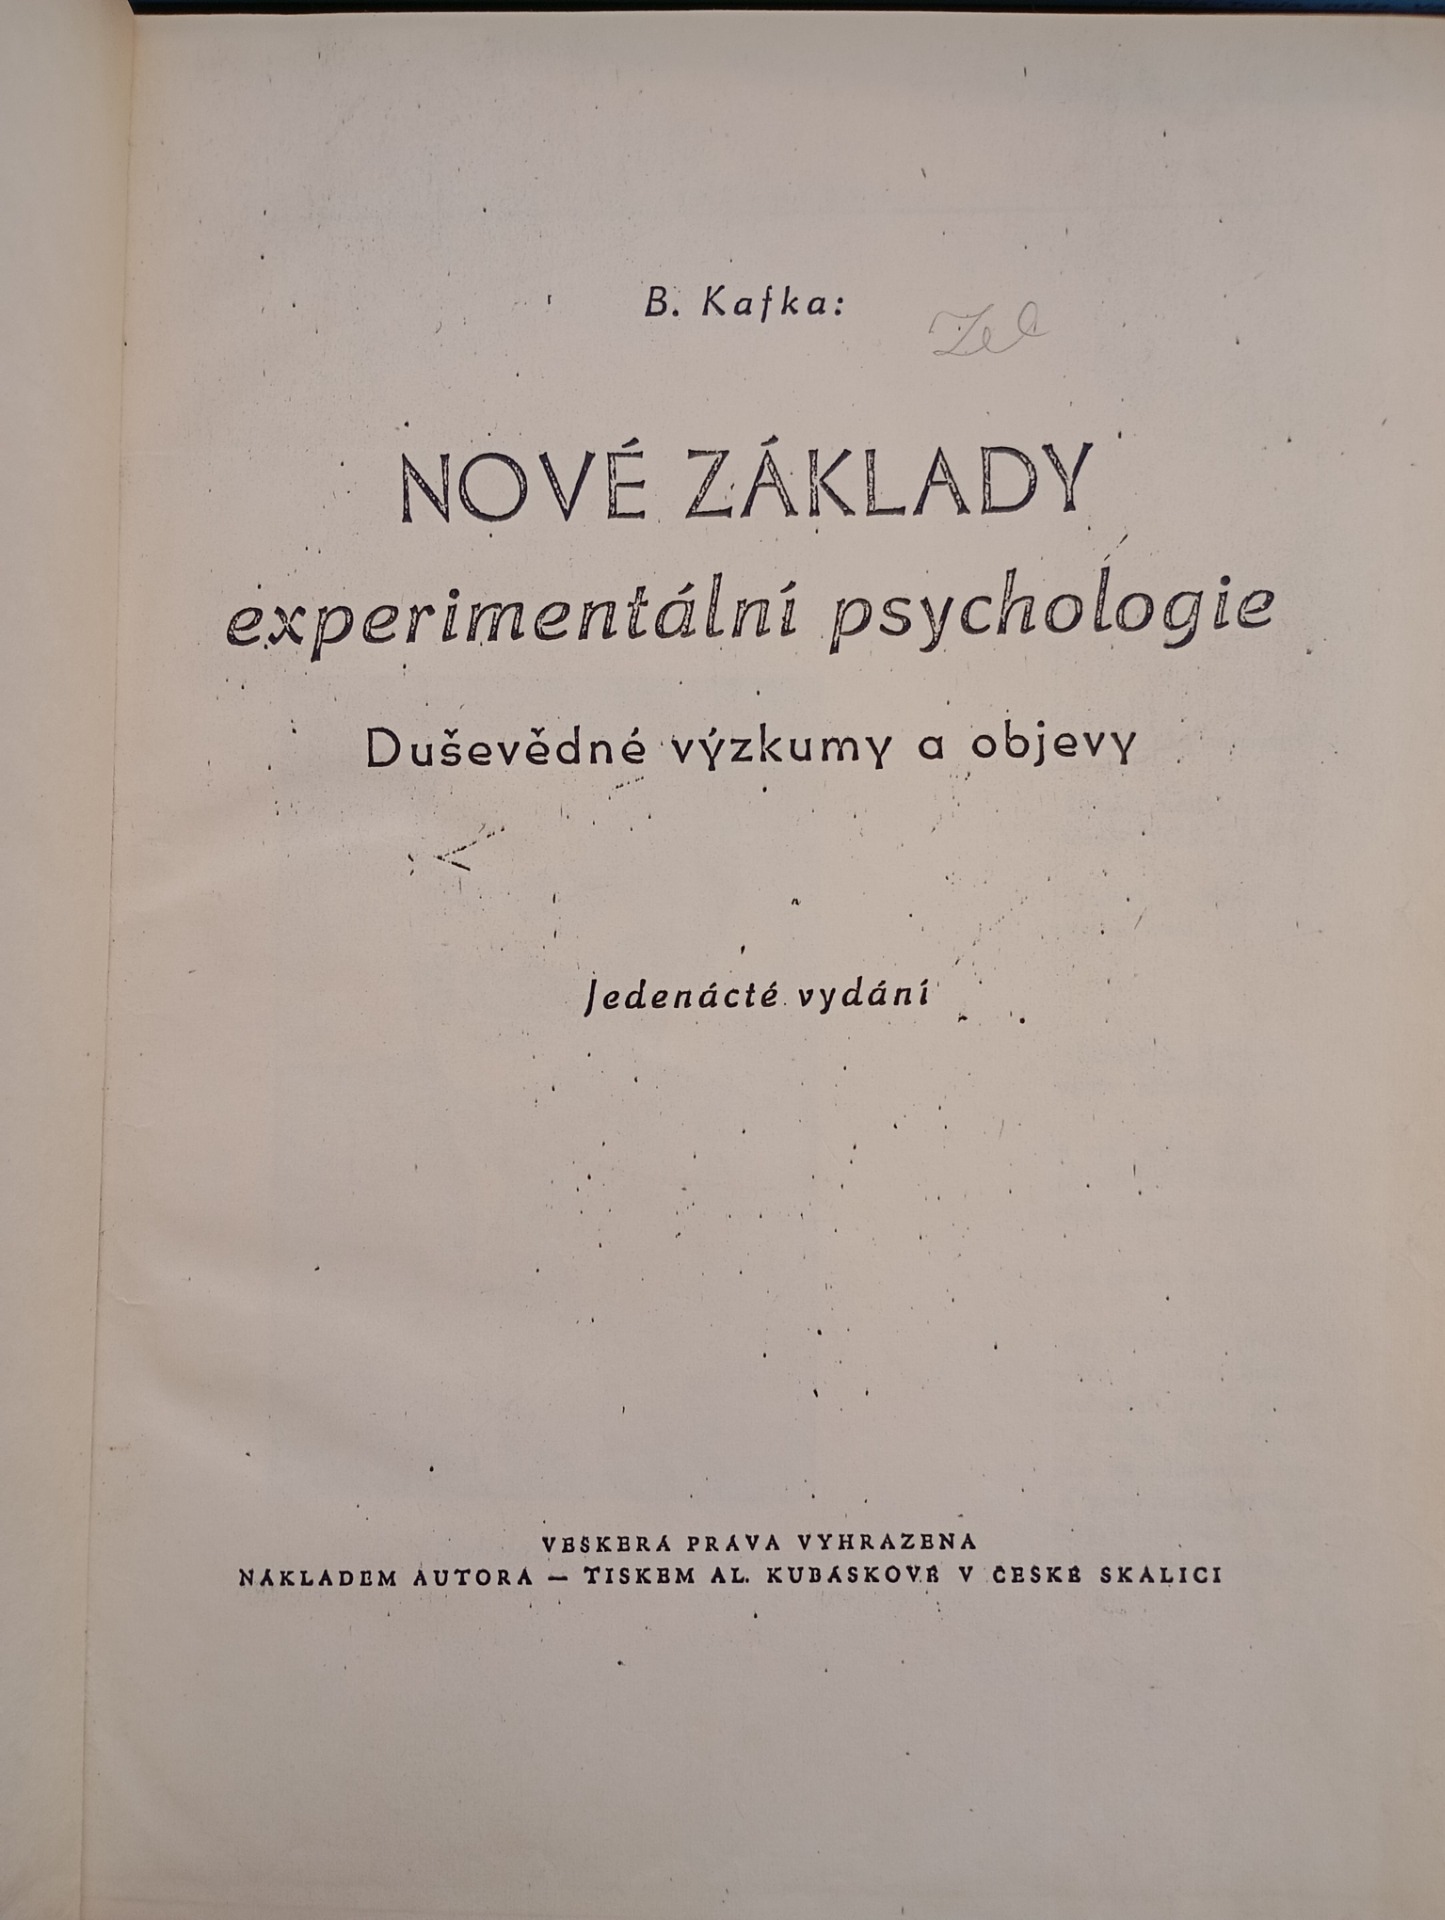 B. Kafka:
NOVÉ ZÁKLADY
experimentální psychologie
Duševědné výzkumy a objevy
Jedenácté vydání
VEŠKERÁ PRÁVA VYHRAZENA
NÁKLADEM AUTORA — TISKEM AL. KUBÁSKOVÉ V ČESKÉ SKALICI